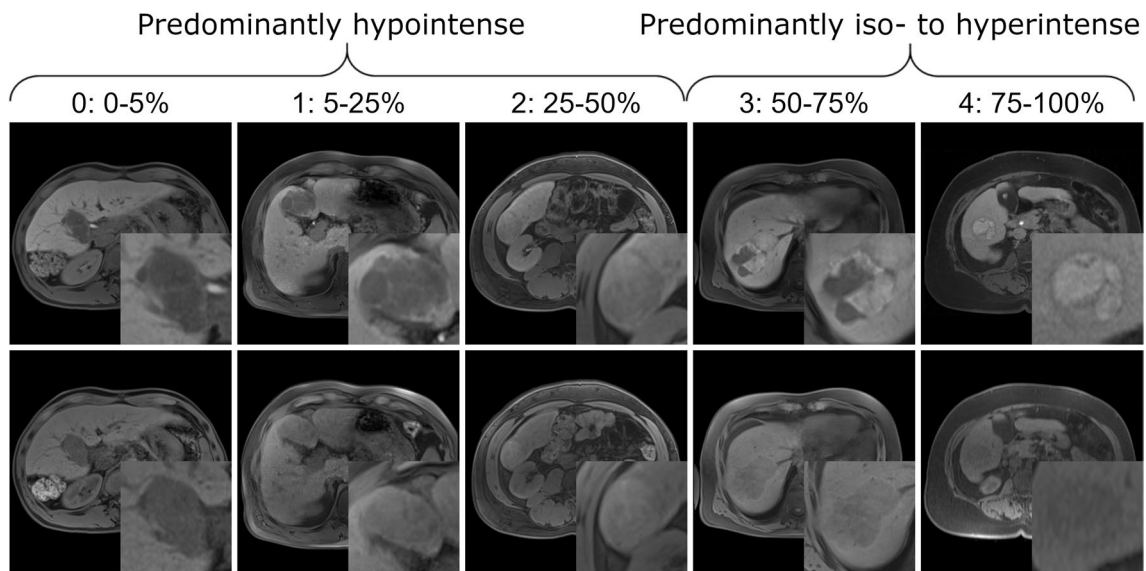 Predominantly hypointense
Predominantly iso- to hyperintense
0: 0-5%
1: 5-25%
2: 25-50%
3: 50-75%
4: 75-100%